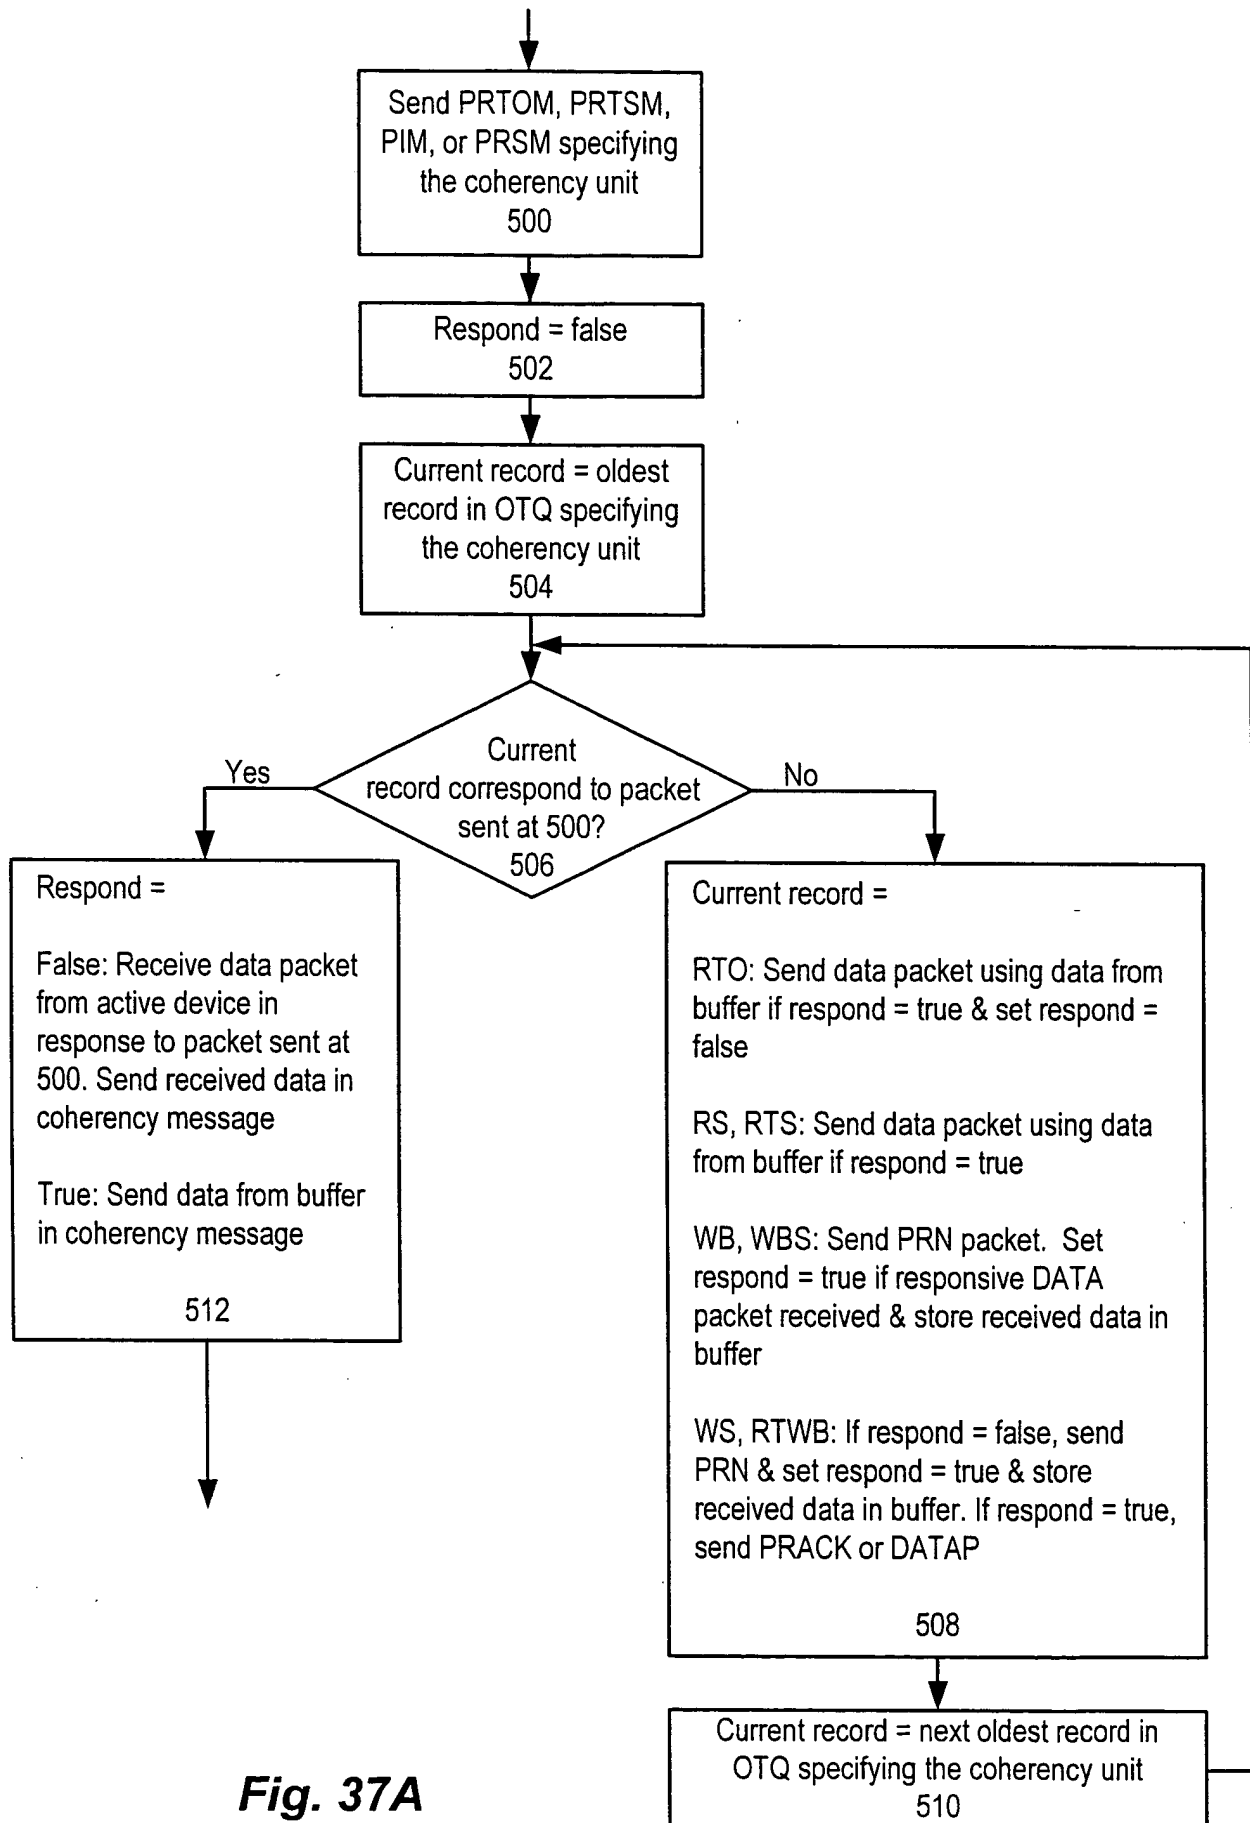 Send PRTOM, PRTSM,
PIM, or PRSM specifying
the coherency unit
500
Respond = false
502
Current record = oldest
record in OTQ specifying
the coherency unit
504
Current
record correspond to packet
sent at 500?
506
Yes
No
Respond =
False: Receive data packet
from active device in
response to packet sent at
500. Send received data in
coherency message
True: Send data from buffer
in coherency message
512
Current record =
RTO: Send data packet using data from
buffer if respond = true & set respond =
false
RS, RTS: Send data packet using data
from buffer if respond = true
WB, WBS: Send PRN packet.  Set
respond = true if responsive DATA
packet received & store received data in
buffer
WS, RTWB: If respond = false, send
PRN & set respond = true & store
received data in buffer. If respond = true,
send PRACK or DATAP
508
Current record = next oldest record in
OTQ specifying the coherency unit
510
Fig. 37A